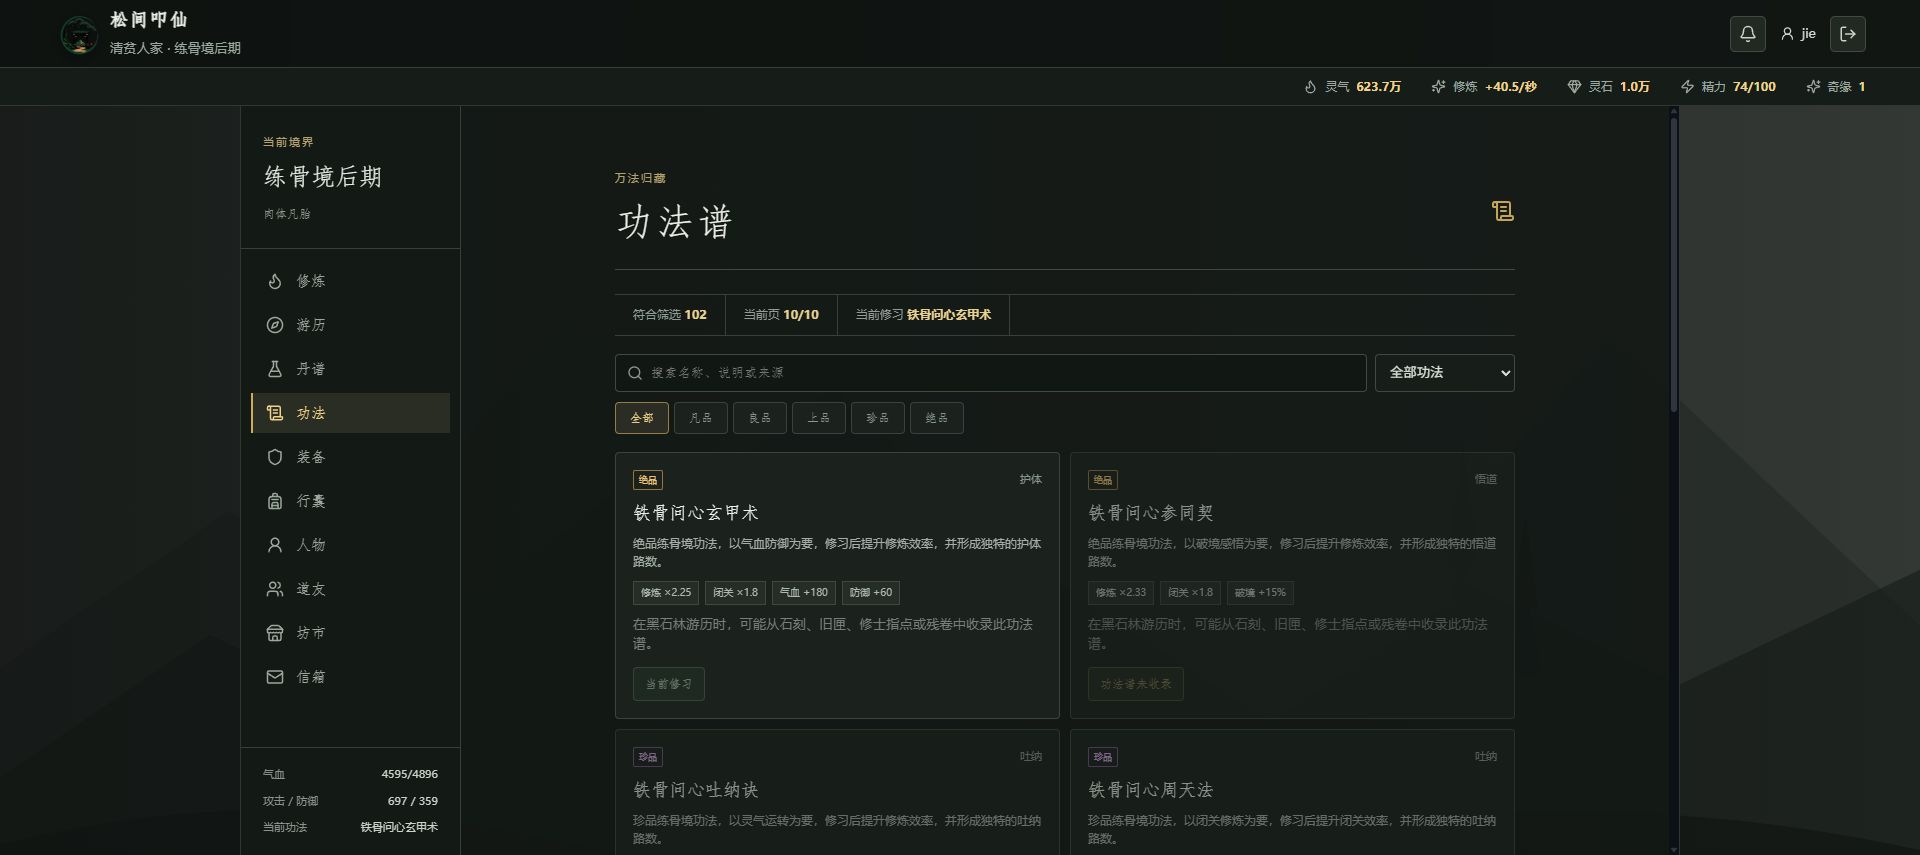 松间叩仙
清贫人家 · 练骨境后期
jie
灵气 623.7万
修炼 +40.5/秒
灵石 1.0万
精力 74/100
奇缘 1
当前境界
练骨境后期
肉体凡胎
修炼
游历
丹谱
功法
装备
行囊
人物
道友
坊市
信箱
气血 4595/4896
攻击 / 防御 697 / 359
当前功法 铁骨问心玄甲术
万法归藏
功法谱
符合筛选 102
当前页 10/10
当前修习 铁骨问心玄甲术
搜索名称、说明或来源
全部功法
全部 凡品 良品 上品 珍品 绝品
绝品 护体
铁骨问心玄甲术
绝品练骨境功法，以气血防御为要，修习后提升修炼效率，并形成独特的护体
路数。
修炼 ×2.25 闭关 ×1.8 气血 +180 防御 +60
在黑石林游历时，可能从石刻、旧匣、修士指点或残卷中收录此功法
谱。
当前修习
绝品 悟道
铁骨问心参同契
绝品练骨境功法，以破境感悟为要，修习后提升修炼效率，并形成独特的悟道
路数。
修炼 ×2.33 闭关 ×1.8 破境 +15%
在黑石林游历时，可能从石刻、旧匣、修士指点或残卷中收录此功法
谱。
功法谱未收录
珍品 吐纳
铁骨问心吐纳诀
珍品练骨境功法，以灵气运转为要，修习后提升修炼效率，并形成独特的吐纳
路数。
珍品 吐纳
铁骨问心周天法
珍品练骨境功法，以闭关修炼为要，修习后提升闭关效率，并形成独特的吐纳
路数。